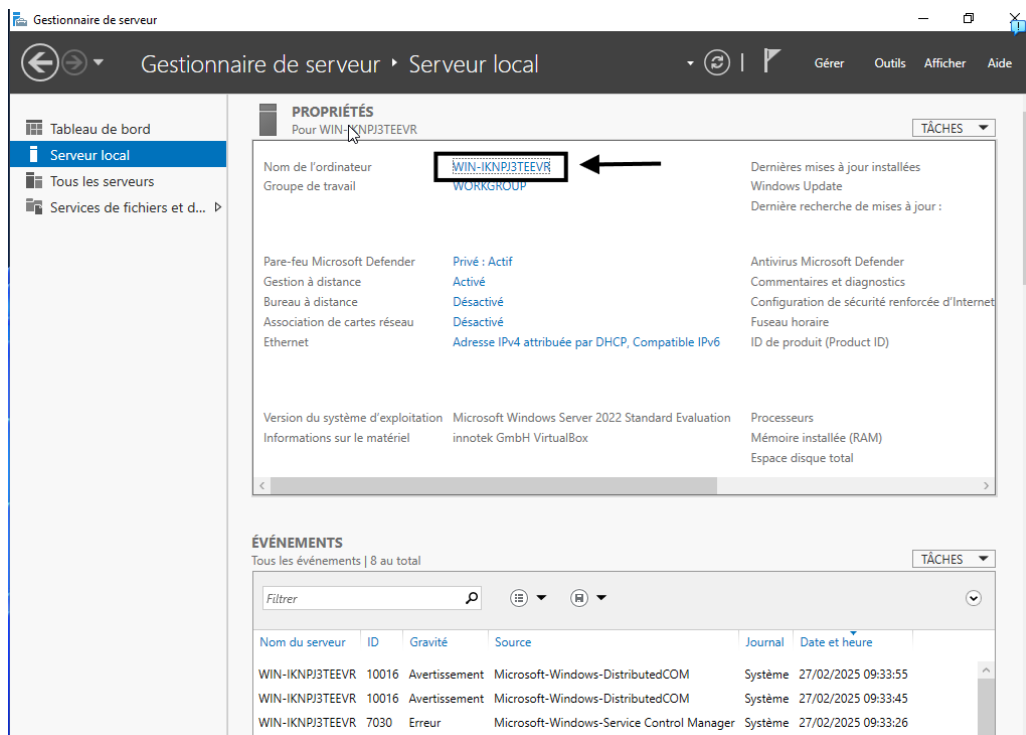 Gestionnaire de serveur
Gestionnaire de serveur • Serveur local
Gérer Outils Afficher Aide
Tableau de bord
Serveur local
Tous les serveurs
Services de fichiers et d...
PROPRIÉTÉS
Pour WIN-IKNPJ3TEEVR
TÂCHES
Nom de l'ordinateur WIN-IKNPJ3TEEVR Dernières mises à jour installées
Groupe de travail WORKGROUP Windows Update
Dernière recherche de mises à jour :
Pare-feu Microsoft Defender Privé : Actif Antivirus Microsoft Defender
Gestion à distance Activé Commentaires et diagnostics
Bureau à distance Désactivé Configuration de sécurité renforcée d'Internet
Association de cartes réseau Désactivé Fuseau horaire
Ethernet Adresse IPv4 attribuée par DHCP, Compatible IPv6 ID de produit (Product ID)
Version du système d'exploitation Microsoft Windows Server 2022 Standard Evaluation Processeurs
Informations sur le matériel innotek GmbH VirtualBox Mémoire installée (RAM)
Espace disque total
ÉVÉNEMENTS
Tous les événements | 8 au total
TÂCHES
Filtrer
Nom du serveur ID Gravité Source Journal Date et heure
WIN-IKNPJ3TEEVR 10016 Avertissement Microsoft-Windows-DistributedCOM Système 27/02/2025 09:33:55
WIN-IKNPJ3TEEVR 10016 Avertissement Microsoft-Windows-DistributedCOM Système 27/02/2025 09:33:45
WIN-IKNPJ3TEEVR 7030 Erreur Microsoft-Windows-Service Control Manager Système 27/02/2025 09:33:26